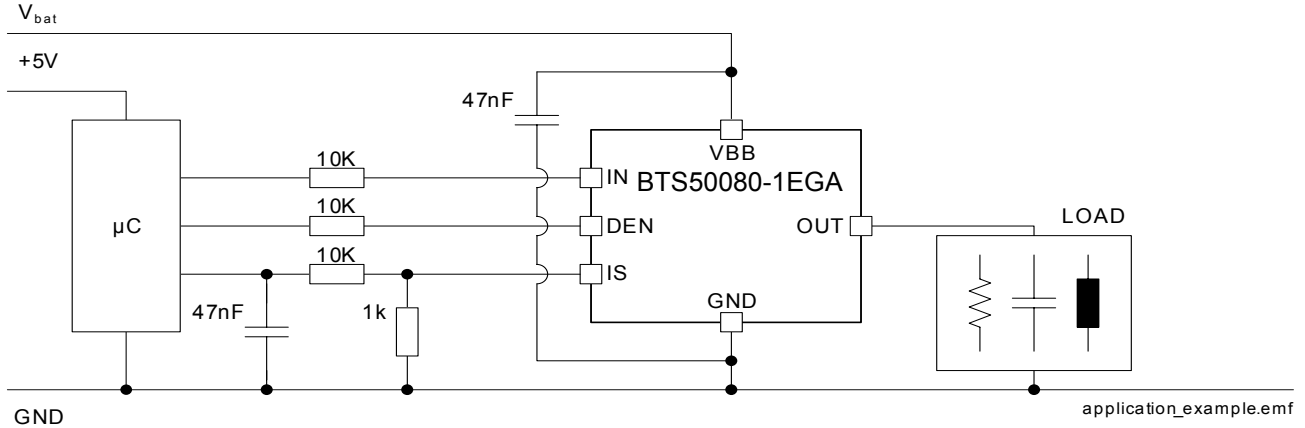 Vbat
+5V
47nF
VBB
10K
IN
BTS50080-1EGA
10K
µC
DEN
OUT
LOAD
10K
IS
47nF
1k
GND
GND
application_example.emf